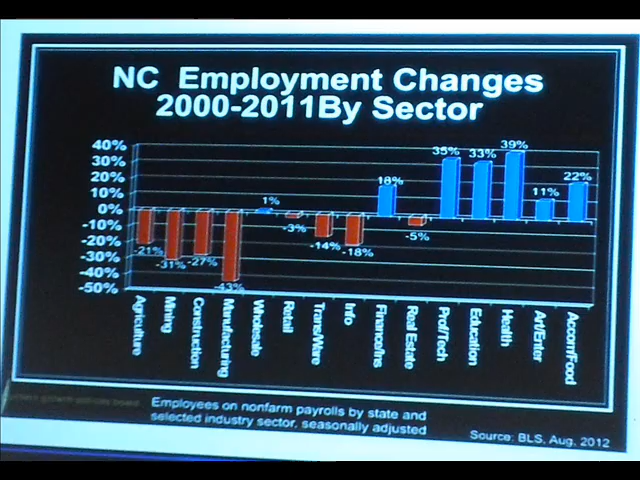 NC Employment Changes
2000-2011By Sector
40%
30%
20%
10%
0%
-10%
-20%
-30%
-40%
-50%
-21%
-31%
-27%
-43%
1%
-3%
-14%
-18%
18%
-5%
35%
33%
39%
11%
22%
Agriculture
Mining
Construction
Manufacturing
Wholesale
Retail
Trans/Ware
Info
Finance/Ins
Real Estate
Prof/Tech
Education
Health
Art/Enter
Accom/Food
Employees on nonfarm payrolls by state and
selected industry sector, seasonally adjusted
Source: BLS, Aug. 2012